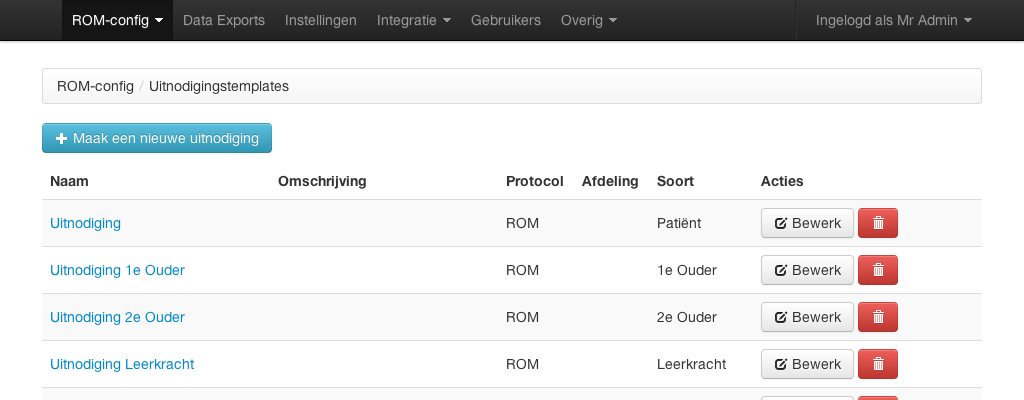 ROM-config Data Exports Instellingen Integratie Gebruikers Overig Ingelogd als Mr Admin
ROM-config / Uitnodigingstemplates
Maak een nieuwe uitnodiging
Naam Omschrijving Protocol Afdeling Soort Acties
Uitnodiging ROM Patiënt Bewerk
Uitnodiging 1e Ouder ROM 1e Ouder Bewerk
Uitnodiging 2e Ouder ROM 2e Ouder Bewerk
Uitnodiging Leerkracht ROM Leerkracht Bewerk